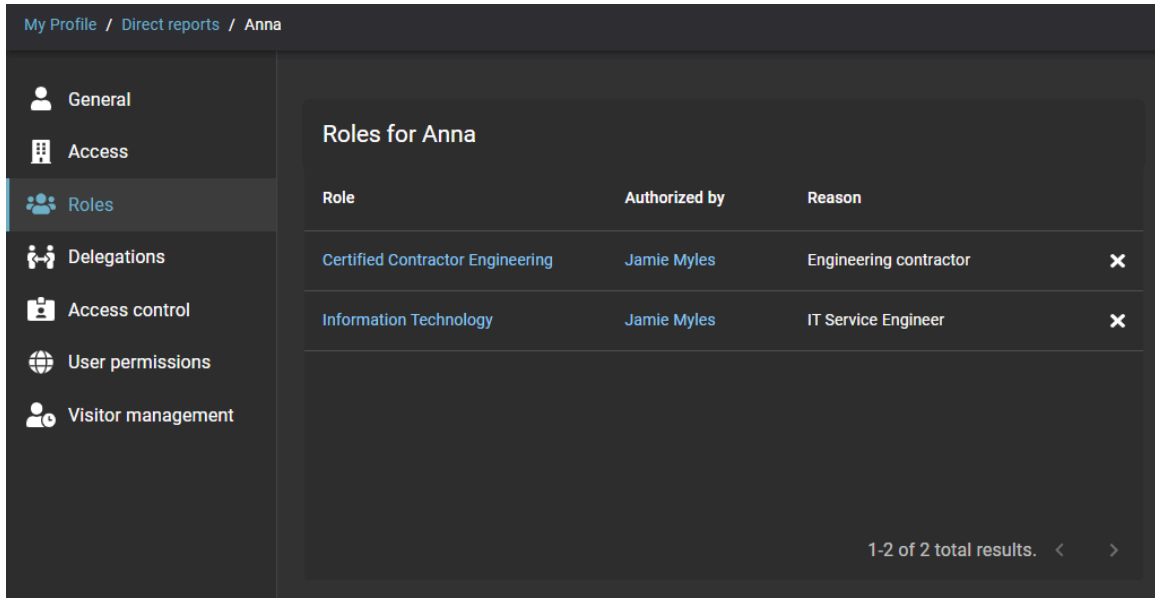 My Profile / Direct reports / Anna
General
Access
Roles
Delegations
Access control
User permissions
Visitor management
Roles for Anna
Role Authorized by Reason
Certified Contractor Engineering Jamie Myles Engineering contractor
Information Technology Jamie Myles IT Service Engineer
1-2 of 2 total results.